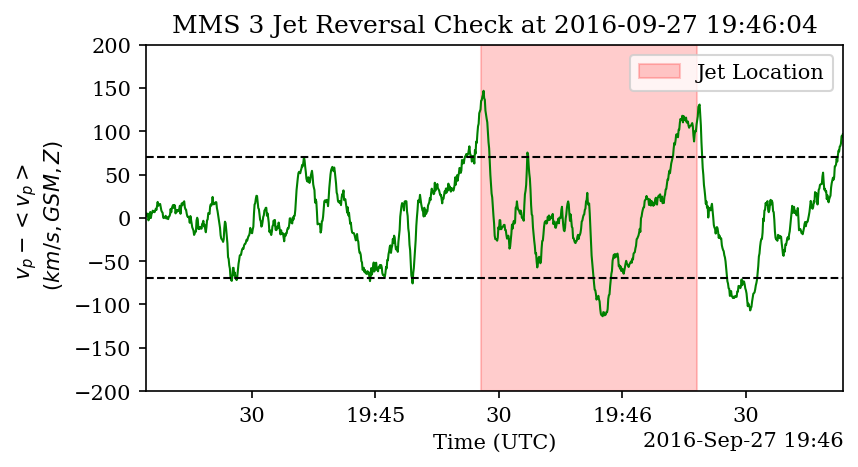 MMS 3 Jet Reversal Check at 2016-09-27 19:46:04
200
150
100
50
0
−50
−100
−150
−200
v_p − < v_p >
(km/s, GSM, Z)
Jet Location
30
19:45
30
19:46
30
Time (UTC)
2016-Sep-27 19:46